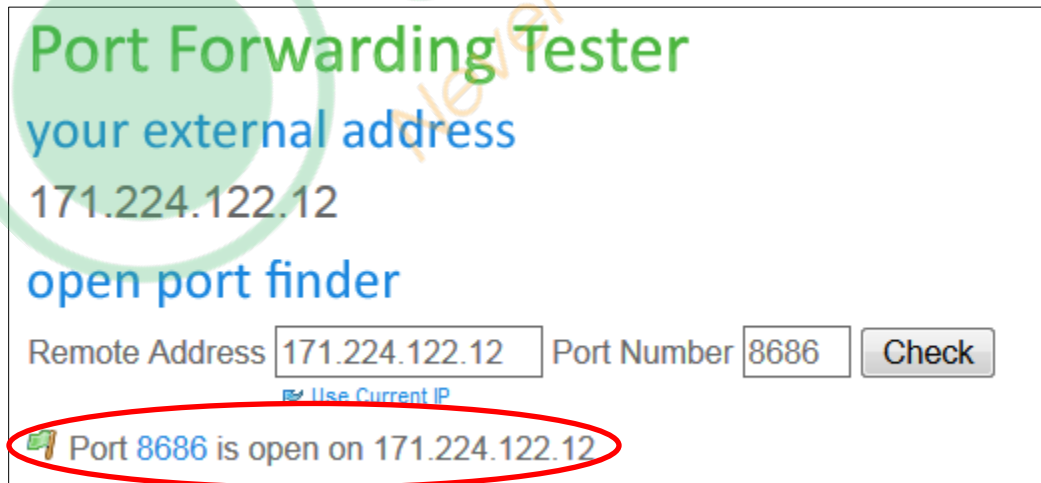 Port Forwarding Tester
your external address
171.224.122.12
open port finder
Remote Address 171.224.122.12 Port Number 8686 Check
Use Current IP
Port 8686 is open on 171.224.122.12